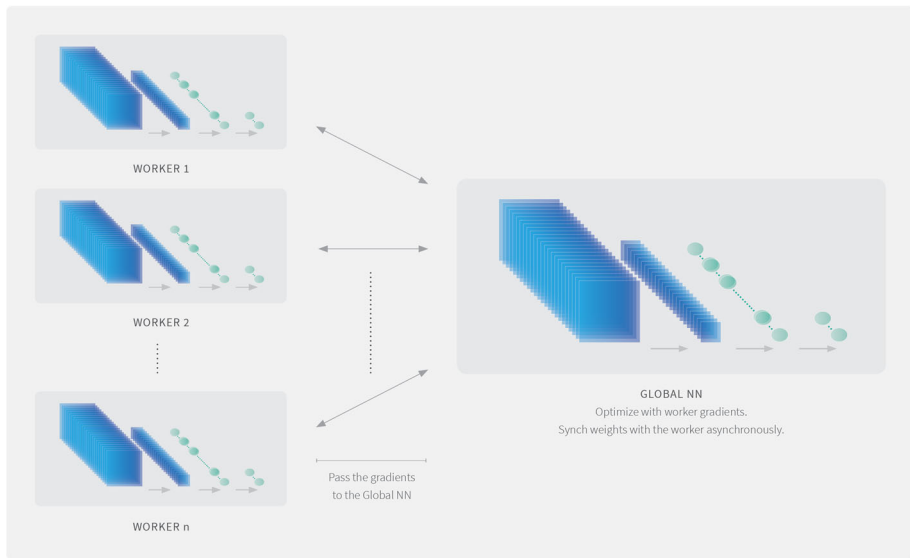 WORKER 1
WORKER 2
WORKER n
Pass the gradients
to the Global NN
GLOBAL NN
Optimize with worker gradients.
Synch weights with the worker asynchronously.